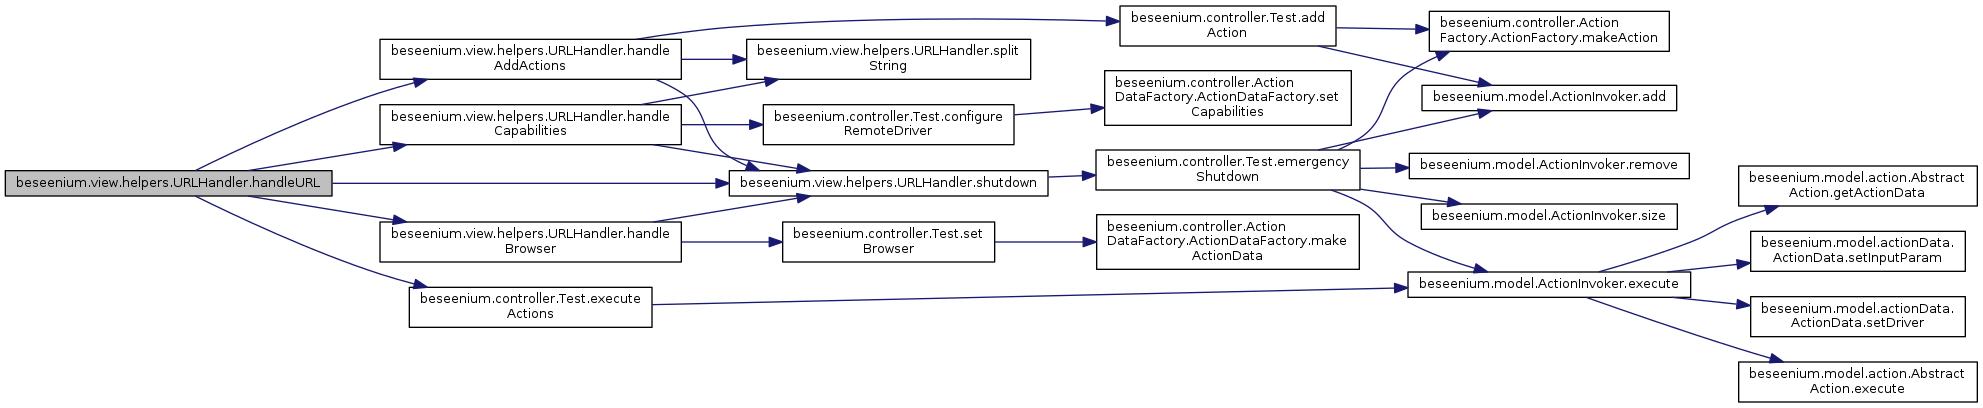 beseenium.view.helpers.URLHandler.handleURL
beseenium.view.helpers.URLHandler.handle
AddActions
beseenium.view.helpers.URLHandler.handle
Capabilities
beseenium.view.helpers.URLHandler.handle
Browser
beseenium.controller.Test.execute
Actions
beseenium.view.helpers.URLHandler.split
String
beseenium.controller.Test.configure
RemoteDriver
beseenium.view.helpers.URLHandler.shutdown
beseenium.controller.Test.set
Browser
beseenium.controller.Test.add
Action
beseenium.controller.Action
DataFactory.ActionDataFactory.set
Capabilities
beseenium.controller.Test.emergency
Shutdown
beseenium.controller.Action
DataFactory.ActionDataFactory.make
ActionData
beseenium.controller.Action
Factory.ActionFactory.makeAction
beseenium.model.ActionInvoker.add
beseenium.model.ActionInvoker.remove
beseenium.model.ActionInvoker.size
beseenium.model.ActionInvoker.execute
beseenium.model.action.Abstract
Action.getActionData
beseenium.model.actionData.
ActionData.setInputParam
beseenium.model.actionData.
ActionData.setDriver
beseenium.model.action.Abstract
Action.execute